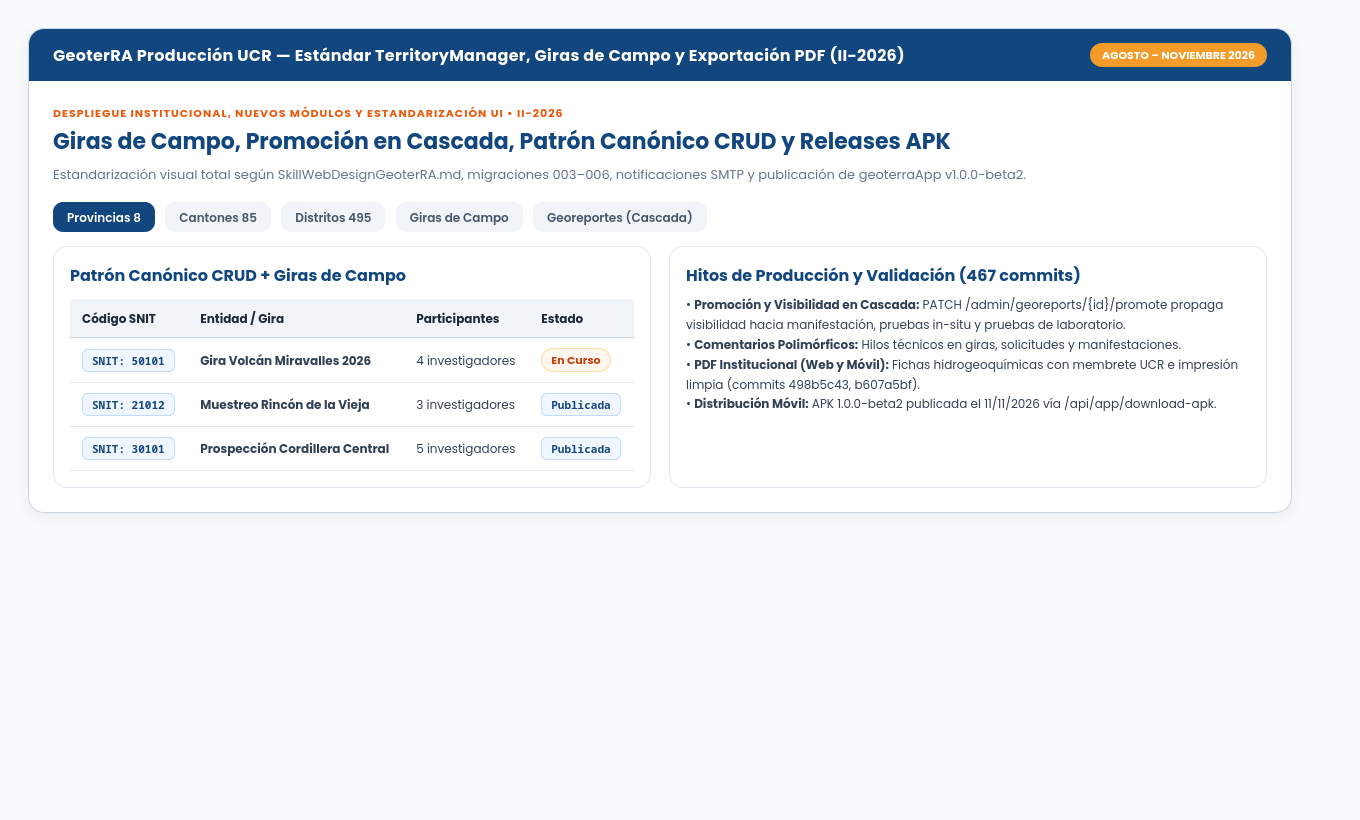 GeoterRA Producción UCR — Estándar TerritoryManager, Giras de Campo y Exportación PDF (II-2026)
AGOSTO – NOVIEMBRE 2026
DESPLIEGUE INSTITUCIONAL, NUEVOS MÓDULOS Y ESTANDARIZACIÓN UI • II-2026
Giras de Campo, Promoción en Cascada, Patrón Canónico CRUD y Releases APK
Estandarización visual total según SkillWebDesignGeoterRA.md, migraciones 003–006, notificaciones SMTP y publicación de geoterraApp v1.0.0-beta2.
Provincias 8
Cantones 85
Distritos 495
Giras de Campo
Georeportes (Cascada)
Patrón Canónico CRUD + Giras de Campo
Código SNIT Entidad / Gira Participantes Estado
SNIT: 50101 Gira Volcán Miravalles 2026 4 investigadores En Curso
SNIT: 21012 Muestreo Rincón de la Vieja 3 investigadores Publicada
SNIT: 30101 Prospección Cordillera Central 5 investigadores Publicada
Hitos de Producción y Validación (467 commits)
• Promoción y Visibilidad en Cascada: PATCH /admin/georeports/{id}/promote propaga
visibilidad hacia manifestación, pruebas in-situ y pruebas de laboratorio.
• Comentarios Polimórficos: Hilos técnicos en giras, solicitudes y manifestaciones.
• PDF Institucional (Web y Móvil): Fichas hidrogeoquímicas con membrete UCR e impresión
limpia (commits 498b5c43, b607a5bf).
• Distribución Móvil: APK 1.0.0-beta2 publicada el 11/11/2026 vía /api/app/download-apk.